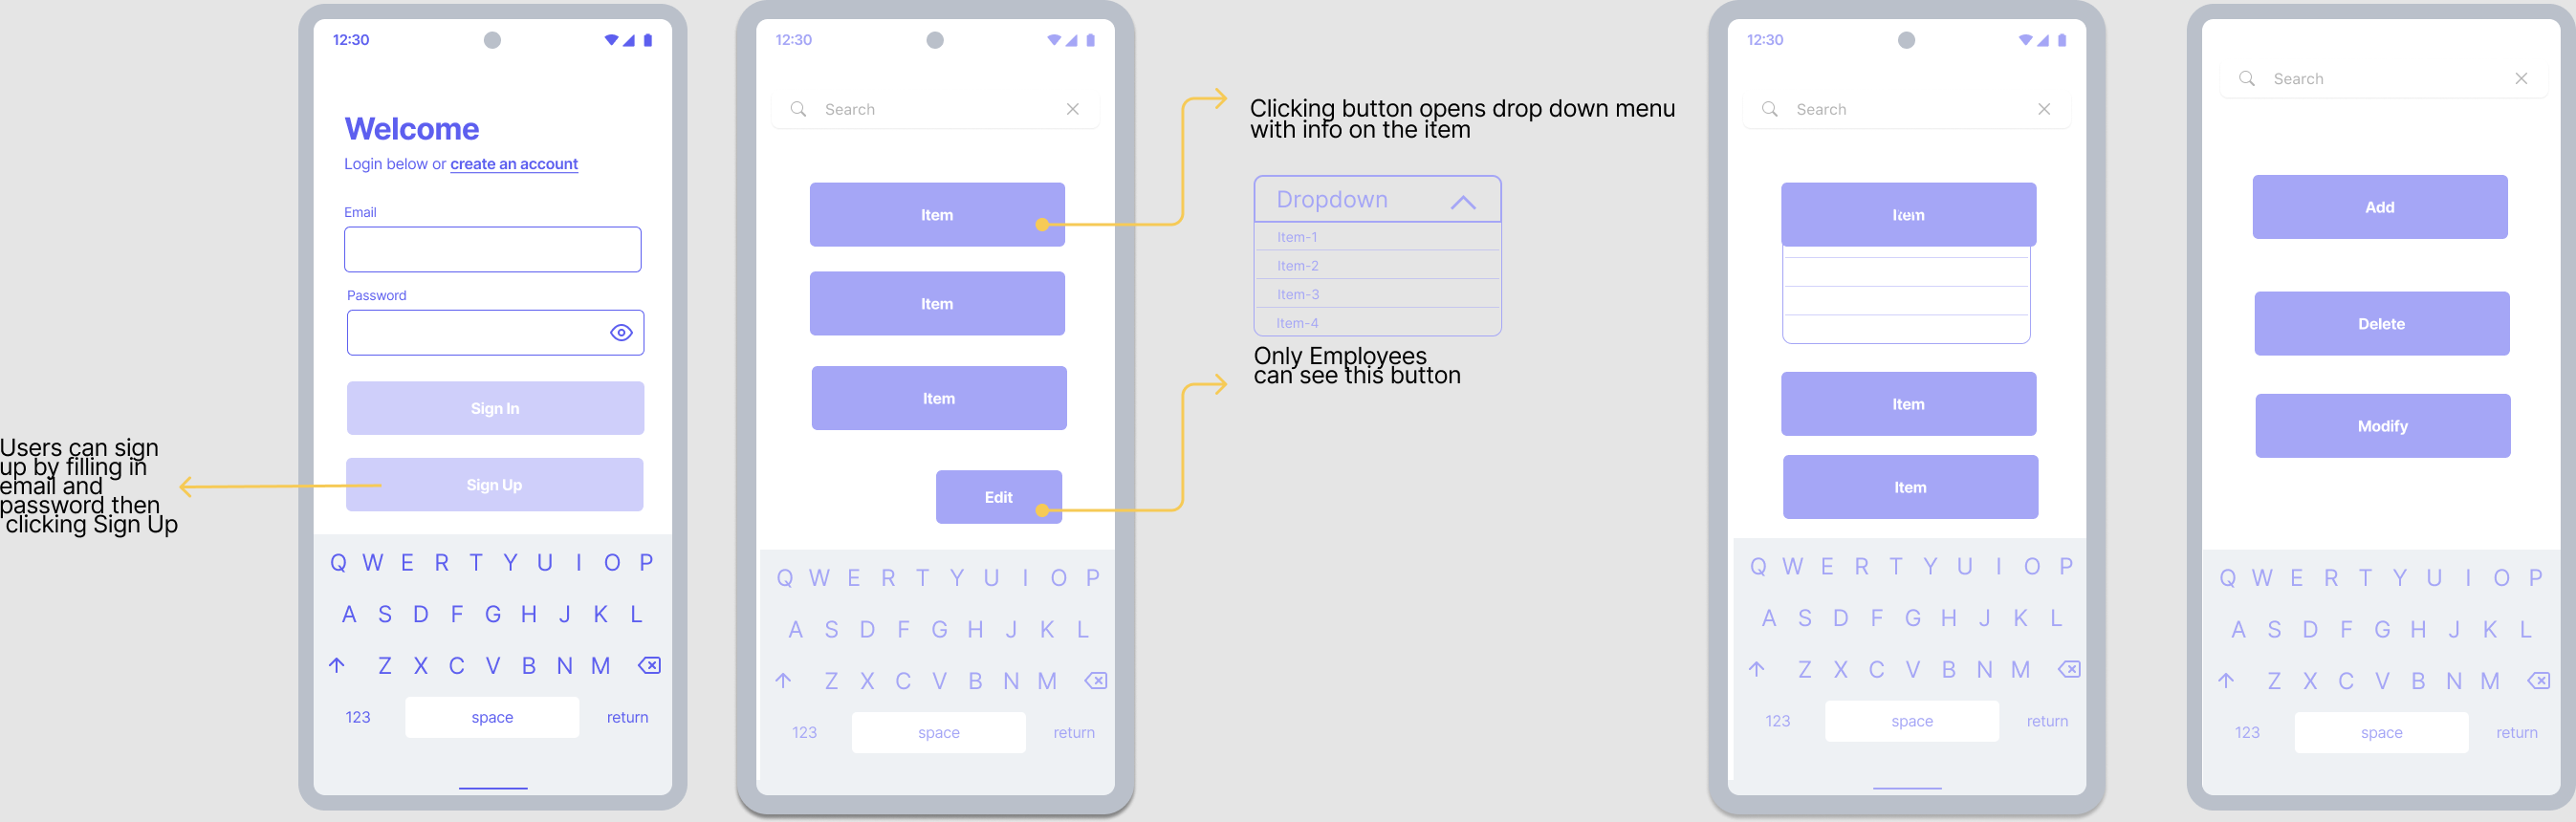 Users can sign
up by filling in
email and
password then
clicking Sign Up
12:30
Welcome
Login below or create an account
Email
Password
Sign In
Sign Up
Q W E R T Y U I O P
A S D F G H J K L
Z X C V B N M
123 space return
12:30
Search
Item
Item
Item
Edit
Q W E R T Y U I O P
A S D F G H J K L
Z X C V B N M
123 space return
Clicking button opens drop down menu
with info on the item
Dropdown
Item-1
Item-2
Item-3
Item-4
Only Employees
can see this button
12:30
Search
Item
Item
Item
Q W E R T Y U I O P
A S D F G H J K L
Z X C V B N M
123 space return
Search
Add
Delete
Modify
Q W E R T Y U I O P
A S D F G H J K L
Z X C V B N M
123 space return